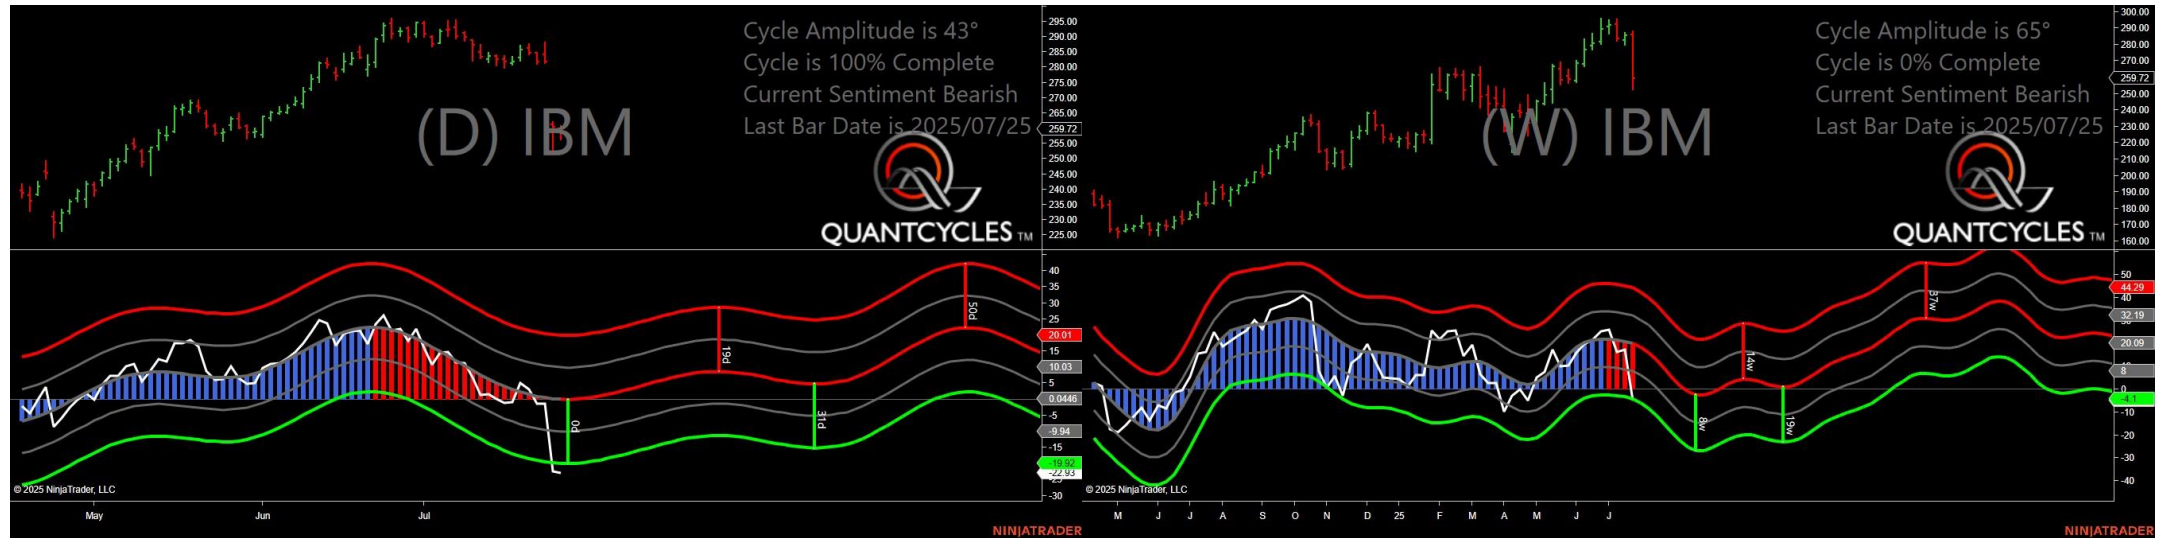 Cycle Amplitude is 43°
Cycle is 100% Complete
Current Sentiment Bearish
Last Bar Date is 2025/07/25
(D) IBM
QUANTCYCLES TM
295.00
290.00
285.00
280.00
275.00
270.00
265.00
259.72
255.00
250.00
245.00
240.00
235.00
230.00
225.00
40
35
30
25
20.01
15
10.03
5
0.0446
-5
-9.94
-15
-19.92
-22.93
-30
19d
50d
0d
31d
© 2025 NinjaTrader, LLC
May
Jun
Jul
NINJATRADER
Cycle Amplitude is 65°
Cycle is 0% Complete
Current Sentiment Bearish
Last Bar Date is 2025/07/25
(W) IBM
QUANTCYCLES TM
300.00
290.00
280.00
270.00
259.72
250.00
240.00
230.00
220.00
210.00
200.00
190.00
180.00
170.00
160.00
50
44.29
40
32.19
20.09
8
0
-4.1
-10
-20
-30
-40
14w
37w
8w
19w
© 2025 NinjaTrader, LLC
M
J
J
A
S
O
N
D
25
F
M
A
M
J
J
NINJATRADER